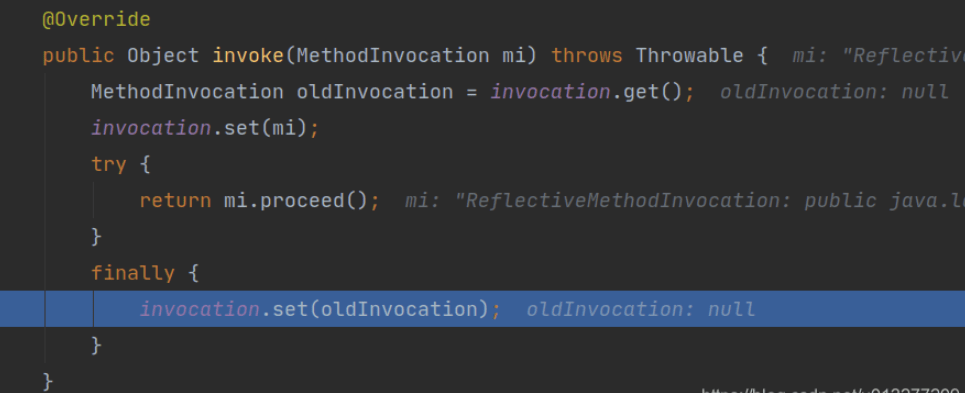 @Override
public Object invoke(MethodInvocation mi) throws Throwable { mi: "Reflective
MethodInvocation oldInvocation = invocation.get(); oldInvocation: null
invocation.set(mi);
try {
return mi.proceed(); mi: "ReflectiveMethodInvocation: public java.l
}
finally {
invocation.set(oldInvocation); oldInvocation: null
}
}